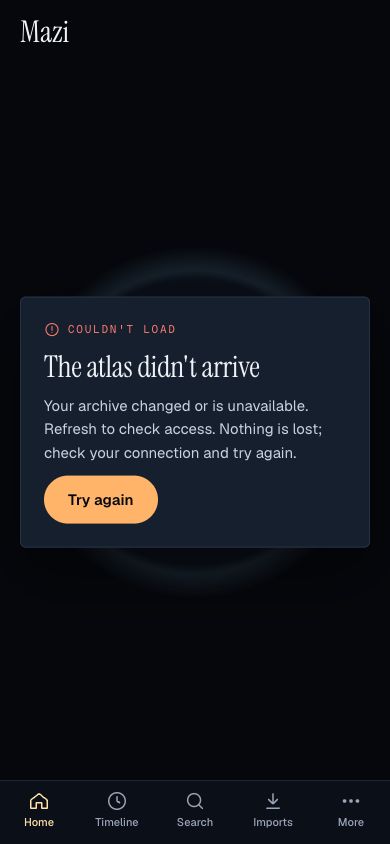 Mazi
COULDN'T LOAD
The atlas didn't arrive
Your archive changed or is unavailable.
Refresh to check access. Nothing is lost;
check your connection and try again.
Try again
Home
Timeline
Search
Imports
More